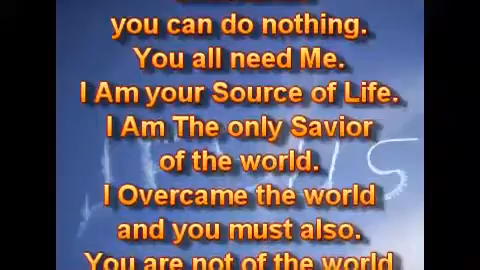 you can do nothing.
You all need Me.
I Am your Source of Life.
I Am The only Savior
of the world.
I Overcame the world
and you must also.
You are not of the world